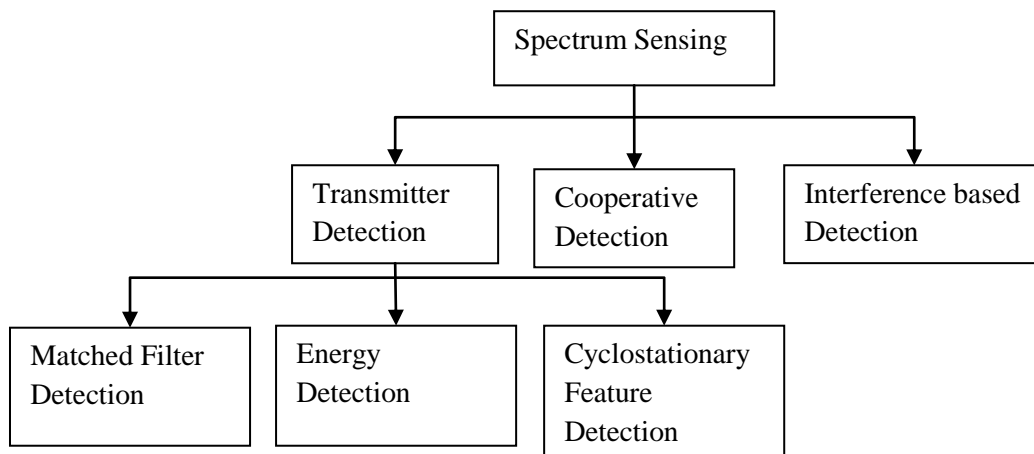 Spectrum Sensing
Transmitter
Detection
Cooperative
Detection
Interference based
Detection
Matched Filter
Detection
Energy
Detection
Cyclostationary
Feature
Detection